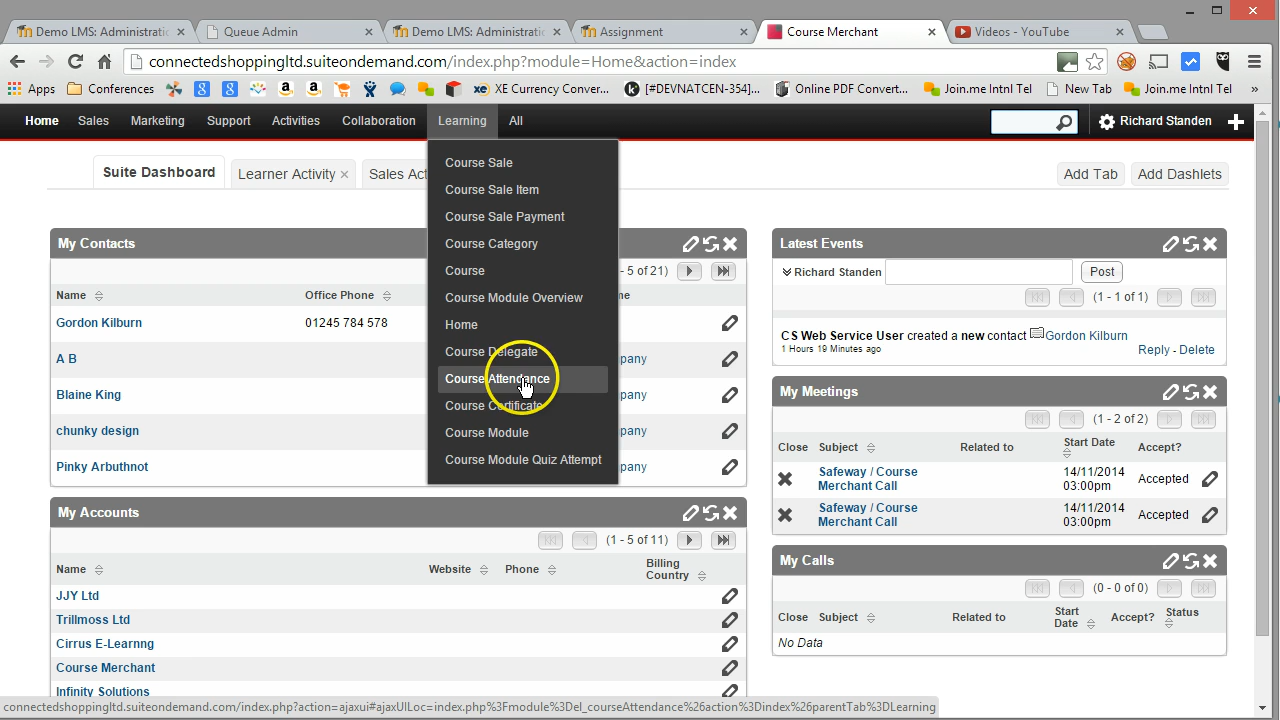 Demo LMS: Administratio
Queue Admin
Demo LMS: Administratio
Assignment
Course Merchant
Videos - YouTube
connectedshoppingltd.suiteondemand.com/index.php?module=Home&action=index
Apps
Conferences
XE Currency Conver...
[#DEVNATCEN-354]...
Online PDF Convert...
Join.me Intnl Tel
New Tab
Join.me Intnl Tel
»
Home
Sales
Marketing
Support
Activities
Collaboration
Learning
All
Richard Standen
Suite Dashboard
Learner Activity
Sales Act
Add Tab
Add Dashlets
Course Sale
Course Sale Item
Course Sale Payment
Course Category
Course
Course Module Overview
Home
Course Delegate
Course Attendance
Course Certificate
Course Module
Course Module Quiz Attempt
My Contacts
- 5 of 21)
Name
Office Phone
me
Gordon Kilburn
01245 784 578
A B
pany
Blaine King
pany
chunky design
pany
Pinky Arbuthnot
pany
My Accounts
(1 - 5 of 11)
Name
Website
Phone
Billing
Country
JJY Ltd
Trillmoss Ltd
Cirrus E-Learnng
Course Merchant
Infinity Solutions
Latest Events
Richard Standen
Post
(1 - 1 of 1)
CS Web Service User created a new contact Gordon Kilburn
1 Hours 19 Minutes ago
Reply - Delete
My Meetings
(1 - 2 of 2)
Close
Subject
Related to
Start Date
Accept?
Safeway / Course
Merchant Call
14/11/2014
03:00pm
Accepted
Safeway / Course
Merchant Call
14/11/2014
03:00pm
Accepted
My Calls
(0 - 0 of 0)
Close
Subject
Related to
Start
Date
Accept?
Status
No Data
connectedshoppingltd.suiteondemand.com/index.php?action=ajaxui#ajaxUILoc=index.php%3Fmodule%3Del_courseAttendance%26action%3Dindex%26parentTab%3DLearning